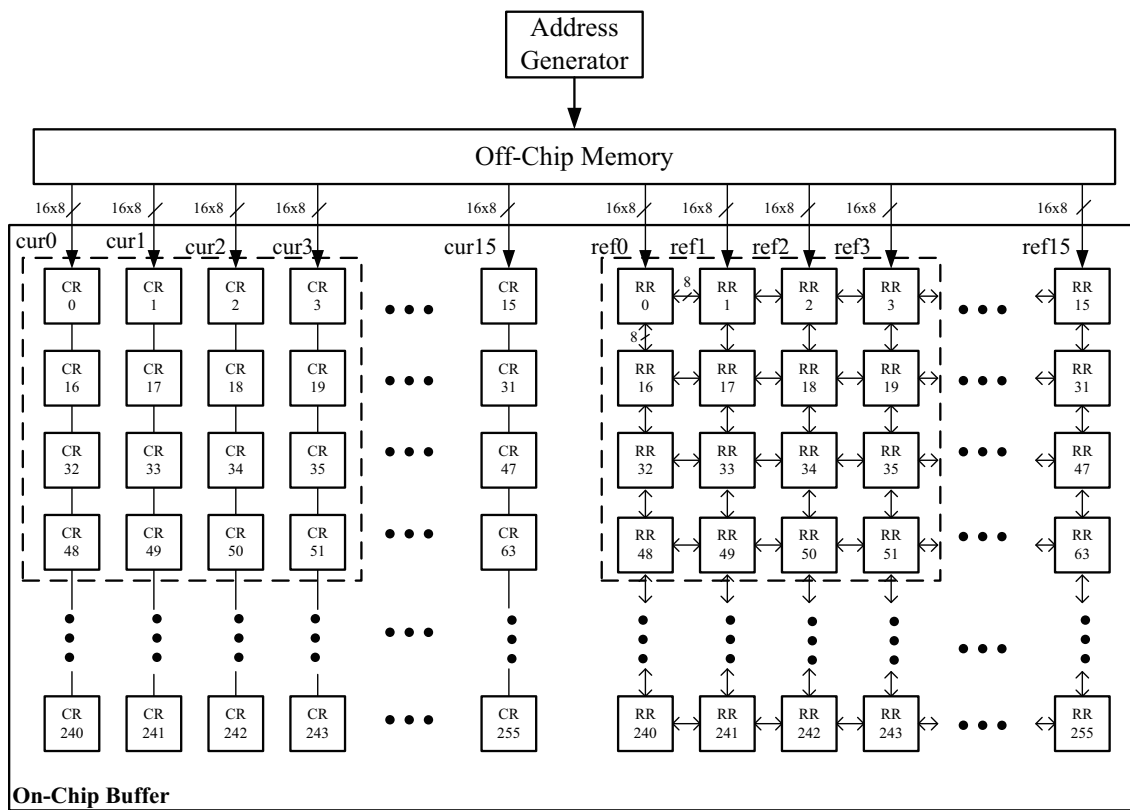 Address
Generator
Off-Chip Memory
16x8 16x8 16x8 16x8 16x8 16x8 16x8 16x8 16x8 16x8
cur0 cur1 cur2 cur3 cur15 ref0 ref1 ref2 ref3 ref15
CR CR CR CR CR RR RR RR RR RR
0 1 2 3 15 0 8 1 2 3 15
8
CR CR CR CR CR RR RR RR RR RR
16 17 18 19 31 16 17 18 19 31
CR CR CR CR CR RR RR RR RR RR
32 33 34 35 47 32 33 34 35 47
CR CR CR CR CR RR RR RR RR RR
48 49 50 51 63 48 49 50 51 63
CR CR CR CR CR RR RR RR RR RR
240 241 242 243 255 240 241 242 243 255
On-Chip Buffer